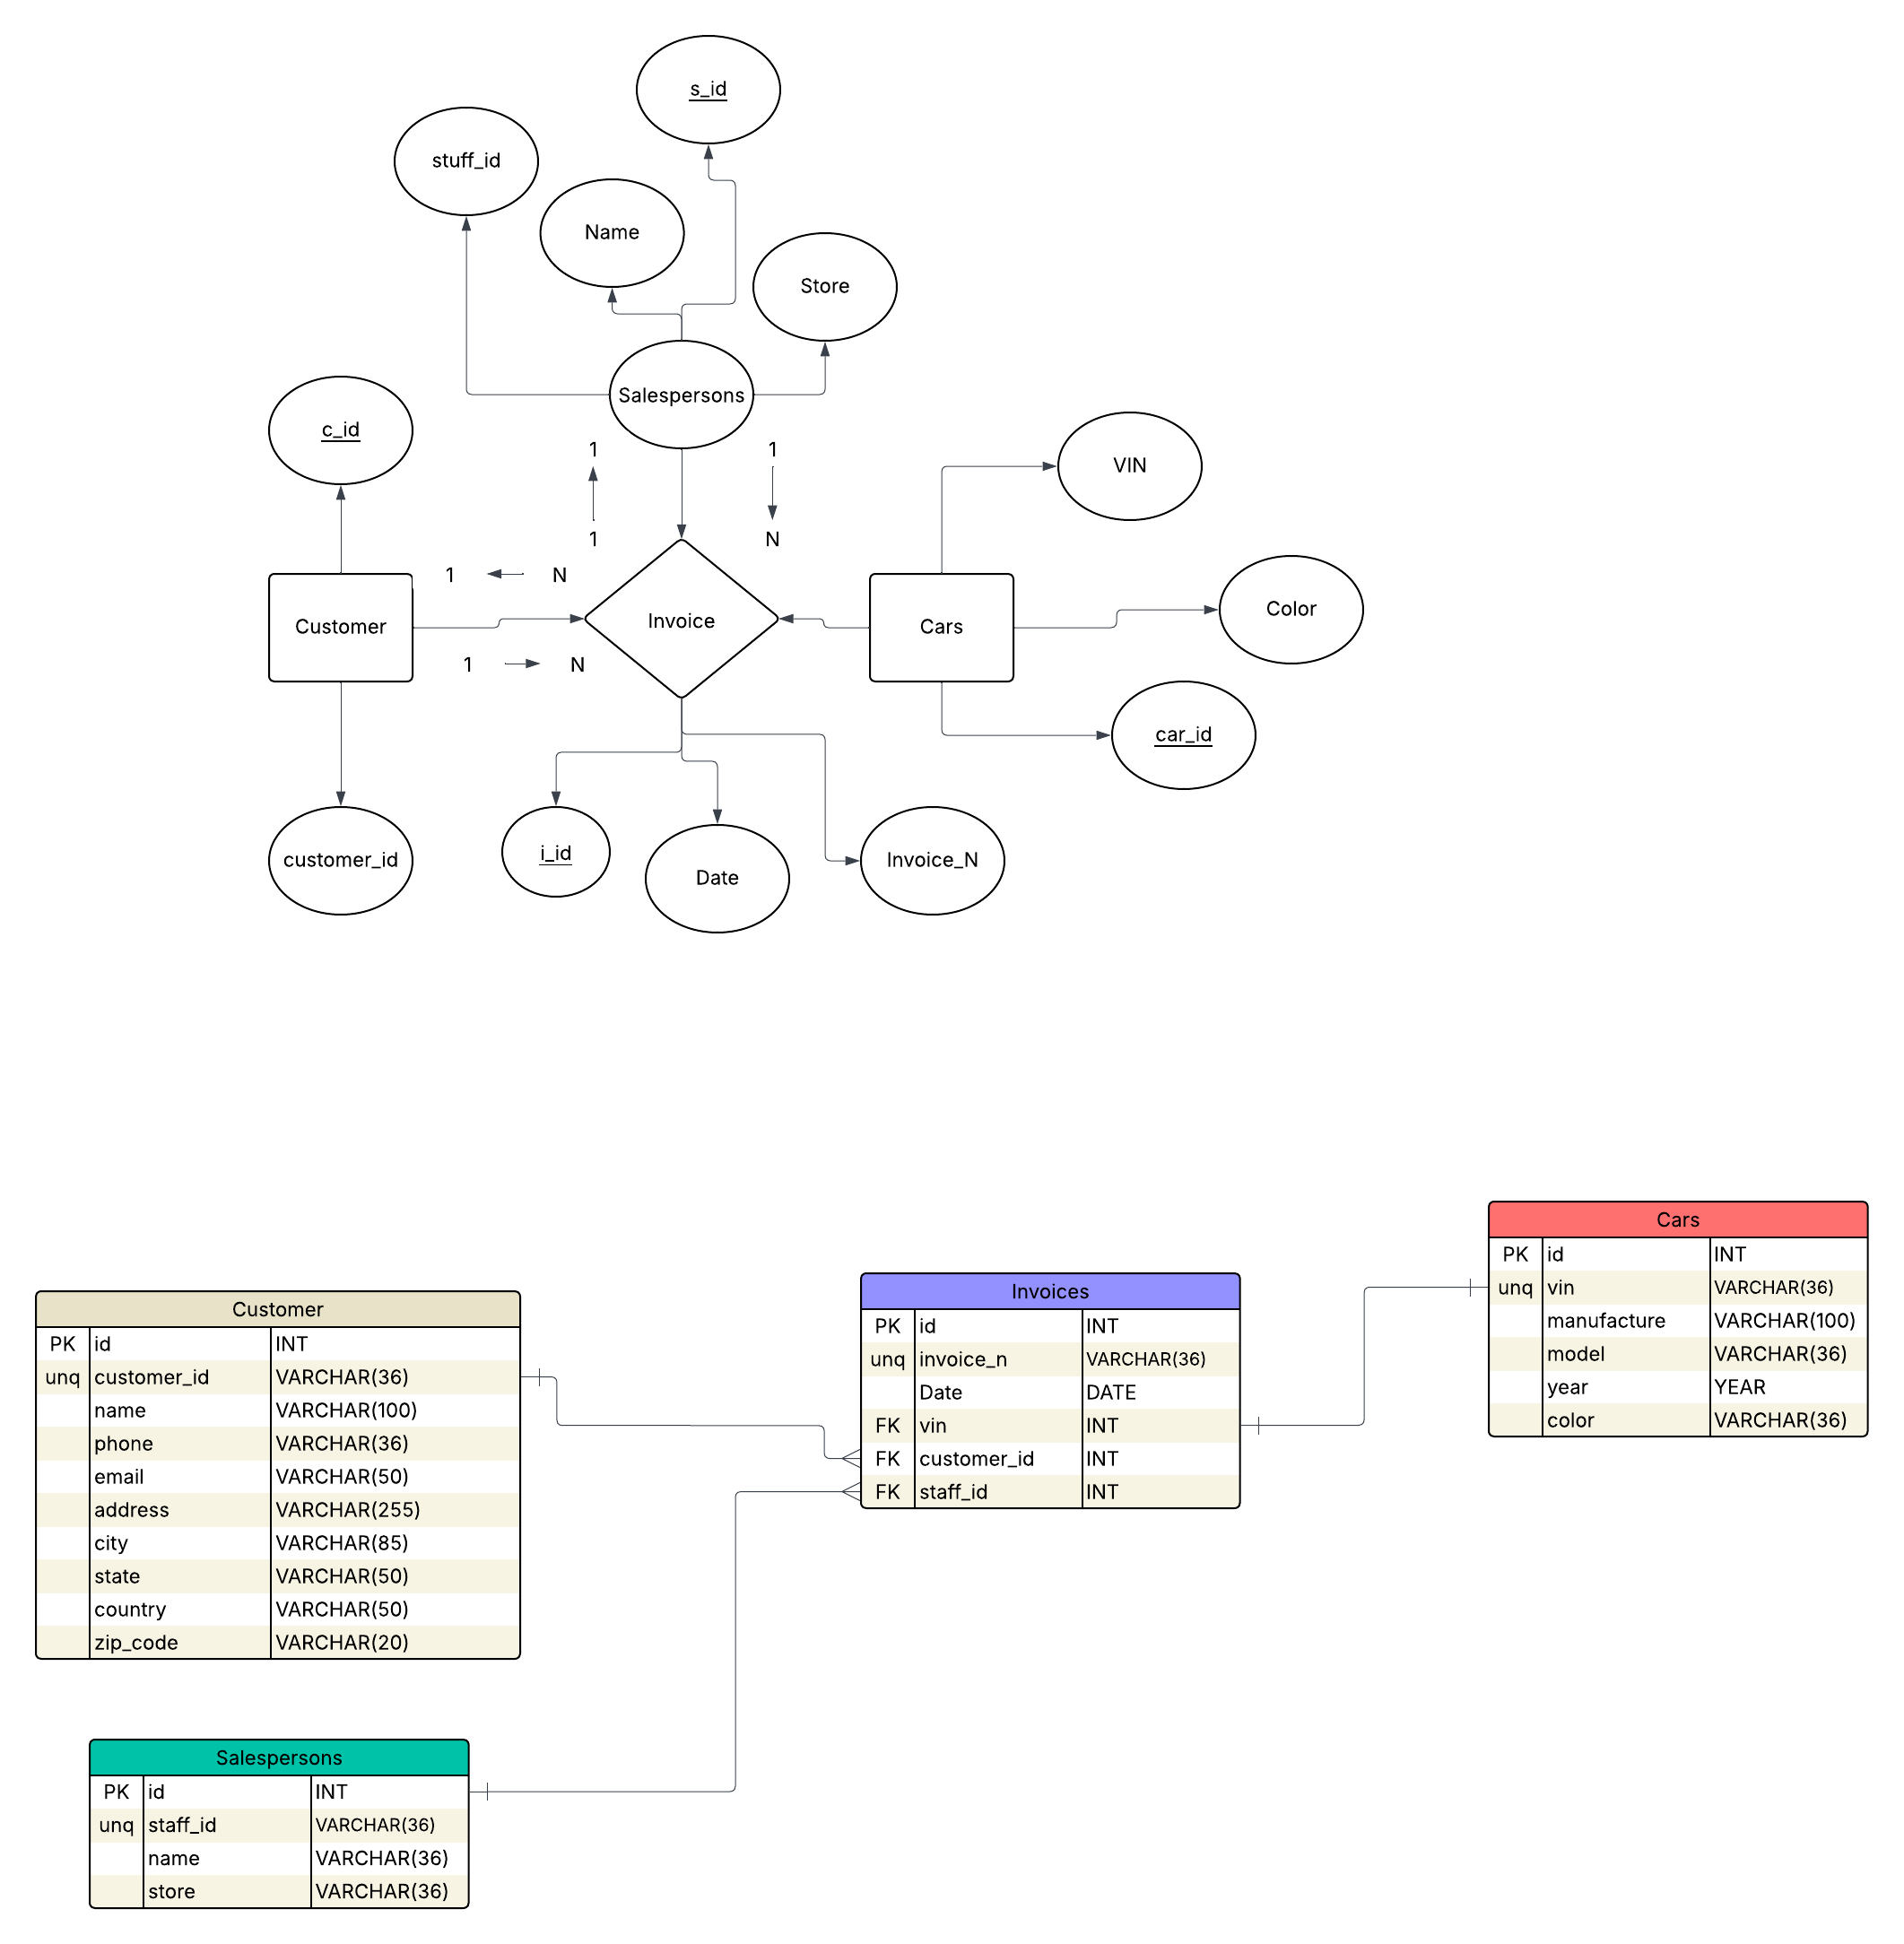 s_id
stuff_id
Name
Store
Salespersons
c_id
1
1
VIN
1
N
1
N
Color
Customer
Invoice
Cars
1
N
car_id
customer_id
i_id
Date
Invoice_N
Cars
PK id INT
unq vin VARCHAR(36)
manufacture VARCHAR(100)
model VARCHAR(36)
year YEAR
color VARCHAR(36)
Invoices
PK id INT
unq invoice_n VARCHAR(36)
Date DATE
FK vin INT
FK customer_id INT
FK staff_id INT
Customer
PK id INT
unq customer_id VARCHAR(36)
name VARCHAR(100)
phone VARCHAR(36)
email VARCHAR(50)
address VARCHAR(255)
city VARCHAR(85)
state VARCHAR(50)
country VARCHAR(50)
zip_code VARCHAR(20)
Salespersons
PK id INT
unq staff_id VARCHAR(36)
name VARCHAR(36)
store VARCHAR(36)